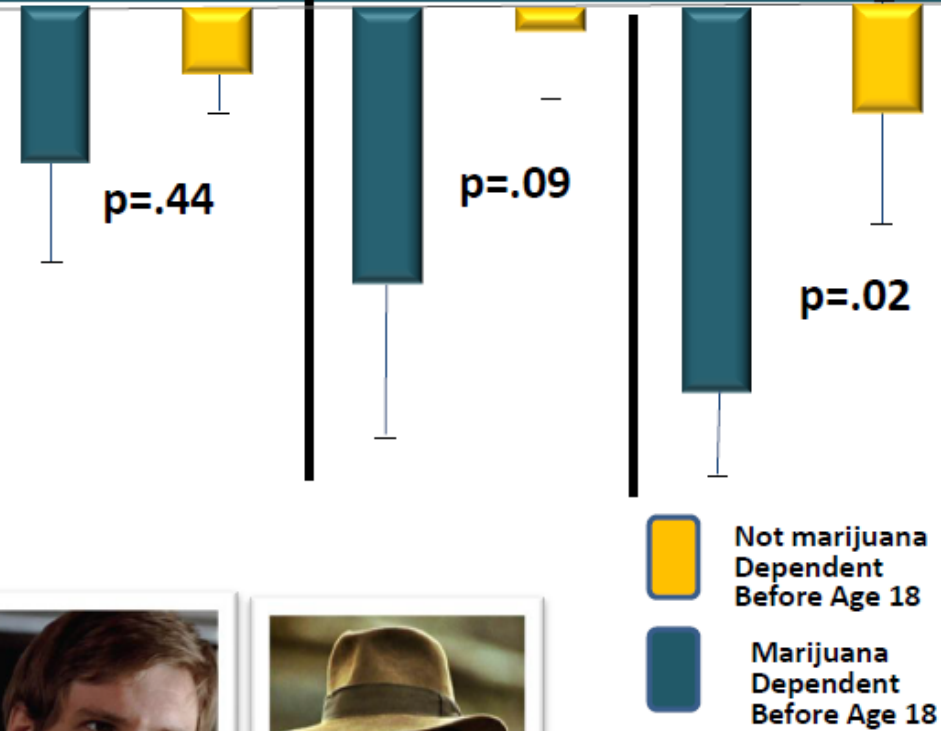 p=.44
p=.09
p=.02
Not marijuana
Dependent
Before Age 18
Marijuana
Dependent
Before Age 18